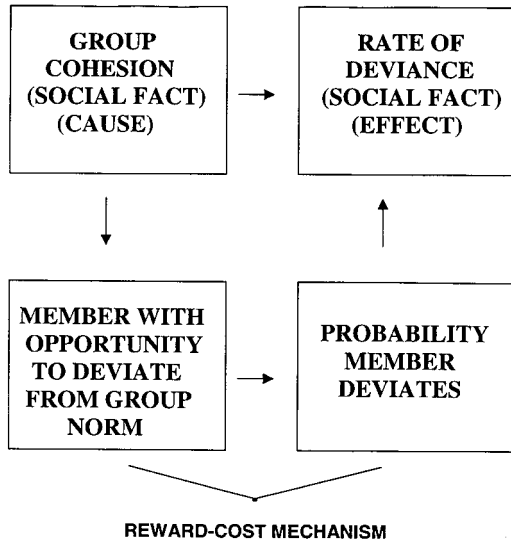 GROUP
COHESION
(SOCIAL FACT)
(CAUSE)
RATE OF
DEVIANCE
(SOCIAL FACT)
(EFFECT)
MEMBER WITH
OPPORTUNITY
TO DEVIATE
FROM GROUP
NORM
PROBABILITY
MEMBER
DEVIATES
REWARD-COST MECHANISM